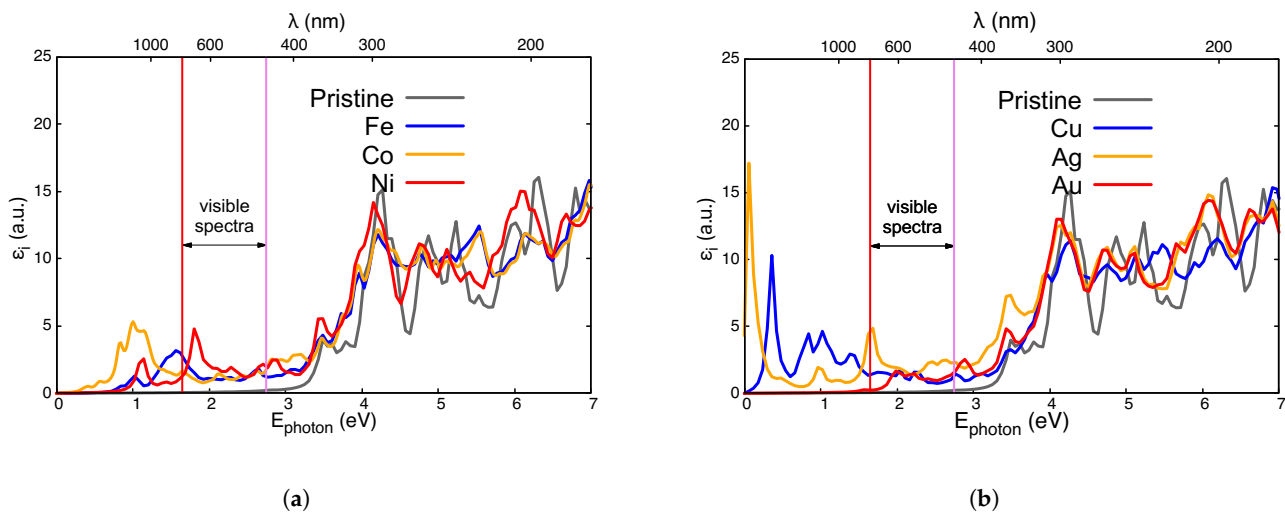 λ (nm)
1000 600 400 300 200
25
20
15
10
5
0
ε_i (a.u.)
Pristine
Fe
Co
Ni
visible
spectra
0 1 2 3 4 5 6 7
E_photon (eV)
(a)
λ (nm)
1000 600 400 300 200
25
20
15
10
5
0
ε_i (a.u.)
Pristine
Cu
Ag
Au
visible
spectra
0 1 2 3 4 5 6 7
E_photon (eV)
(b)